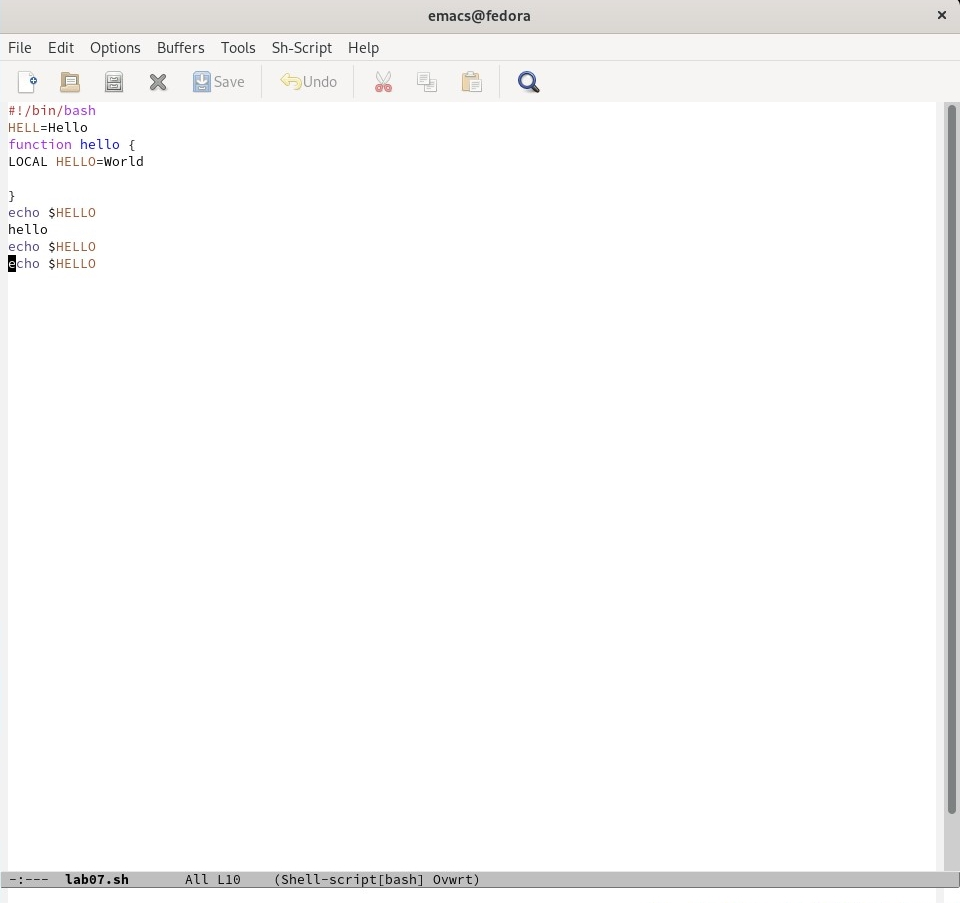 emacs@fedora ×
File Edit Options Buffers Tools Sh-Script Help
Save Undo
#!/bin/bash
HELL=Hello
function hello {
LOCAL HELLO=World
}
echo $HELLO
hello
echo $HELLO
echo $HELLO
-:--- lab07.sh All L10 (Shell-script[bash] Ovwrt)